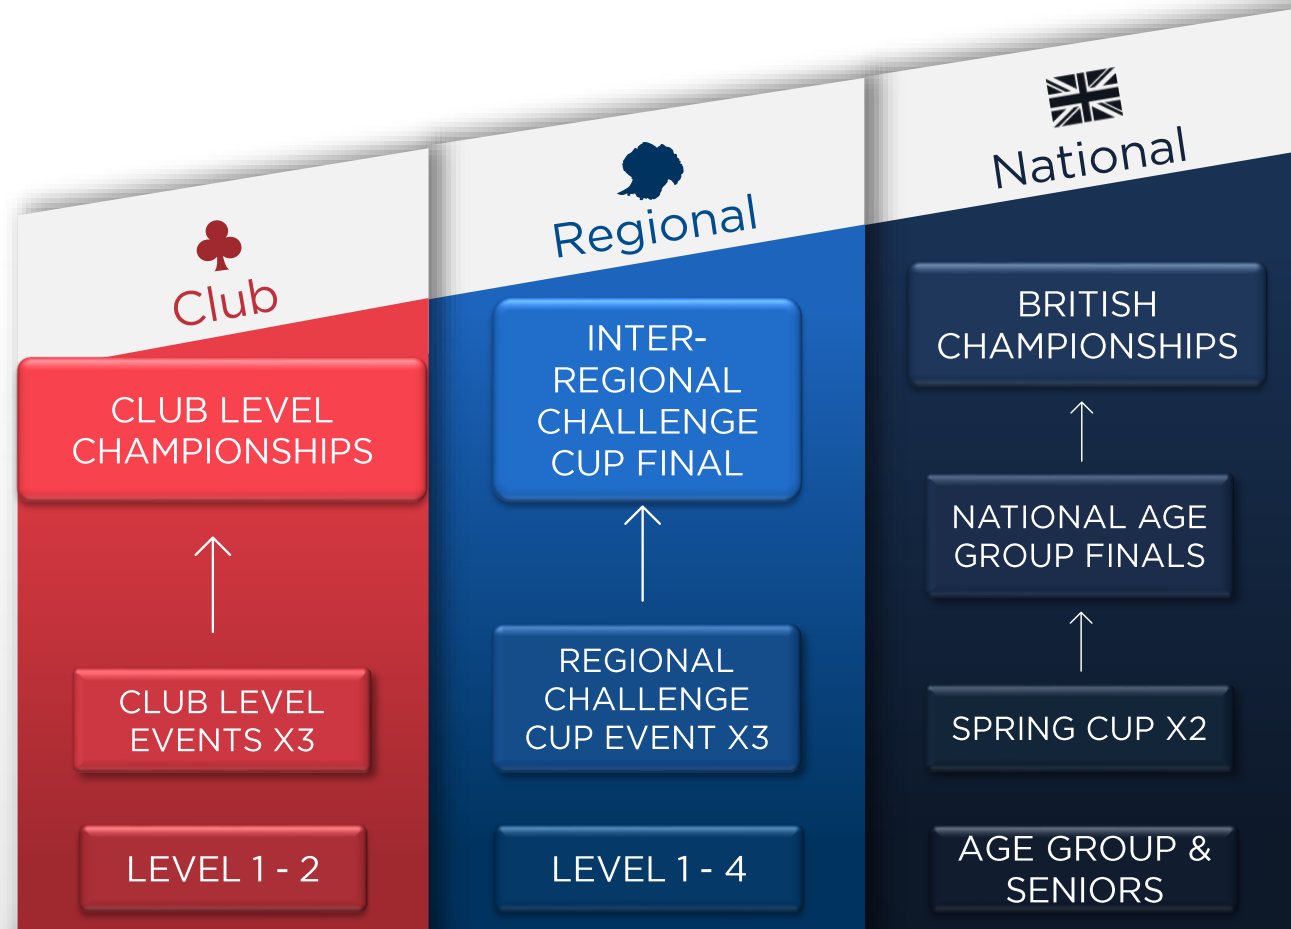 Club
CLUB LEVEL
CHAMPIONSHIPS
CLUB LEVEL
EVENTS X3
LEVEL 1 - 2
Regional
INTER-
REGIONAL
CHALLENGE
CUP FINAL
REGIONAL
CHALLENGE
CUP EVENT X3
LEVEL 1 - 4
National
BRITISH
CHAMPIONSHIPS
NATIONAL AGE
GROUP FINALS
SPRING CUP X2
AGE GROUP &
SENIORS